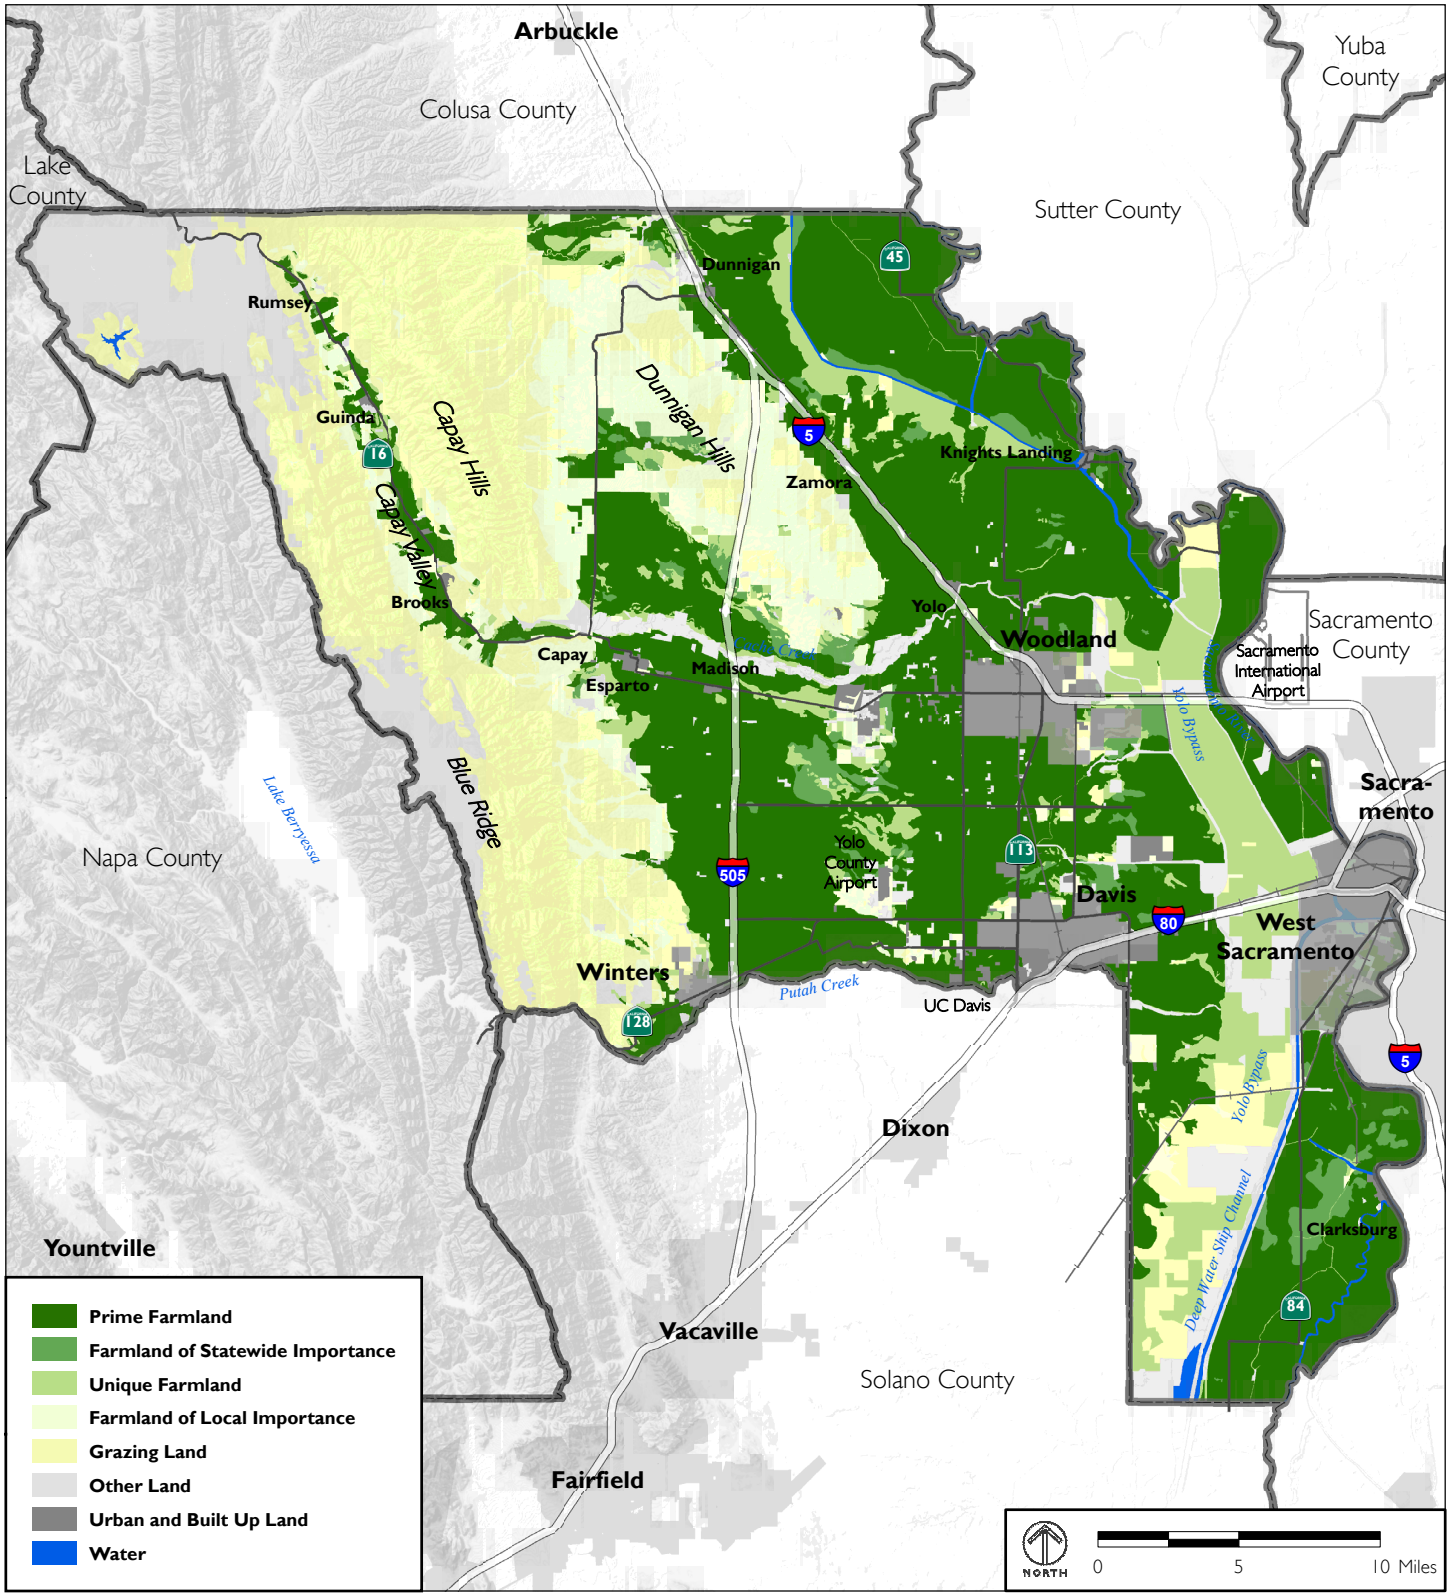 Arbuckle
Yuba
County
Colusa County
Lake
County
Sutter County
45
Dunnigan
Rumsey
Dunnigan Hills
Capay Hills
Guinda
5
16
Knights Landing
Zamora
Capay Valley
Brooks
Yolo
Woodland
Sacramento
County
Cache Creek
Capay
Madison
Esparto
Sacramento
International
Airport
Sacramento River
Yolo Bypass
Blue Ridge
Lake Berryessa
Sacra-
mento
Napa County
Yolo
County
Airport
113
505
Davis
80
West
Sacramento
Winters
Putah Creek
UC Davis
128
5
Yolo Bypass
Dixon
Deep Water Ship Channel
Clarksburg
Yountville
84
Vacaville
Solano County
Fairfield
Prime Farmland
Farmland of Statewide Importance
Unique Farmland
Farmland of Local Importance
Grazing Land
Other Land
Urban and Built Up Land
Water
NORTH
0 5 10 Miles